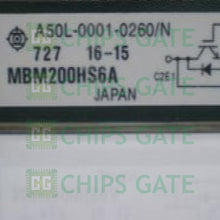 A50L-0001-0260/N
727 16-15
MBM200HS6A
JAPAN
C2E1
CHIPS GATE
CHIPS GATE
CHIPS GATE